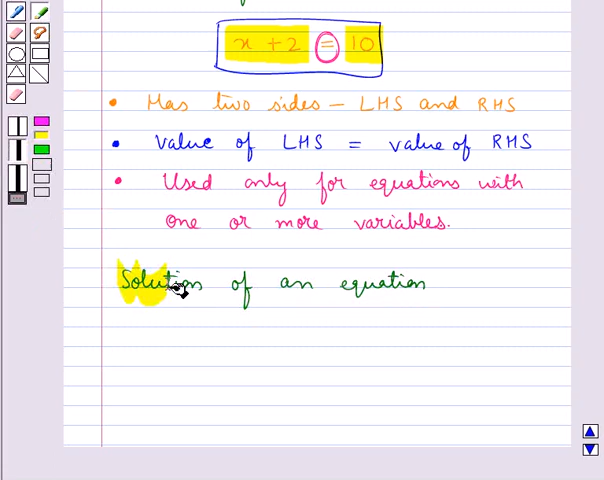 x + 2 = 10
• Has two sides – LHS and RHS
• Value of LHS = value of RHS
• Used only for equations with
one or more variables.
Solution of an equation